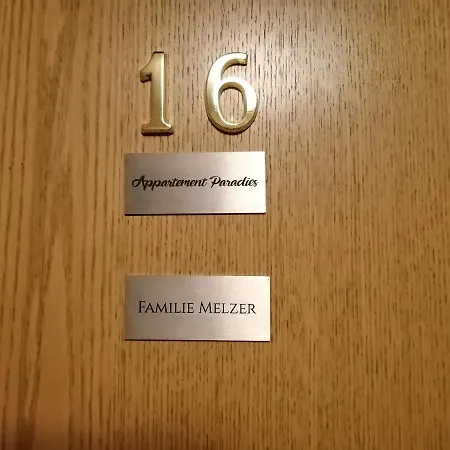 16
Appartement Paradies
FAMILIE MELZER